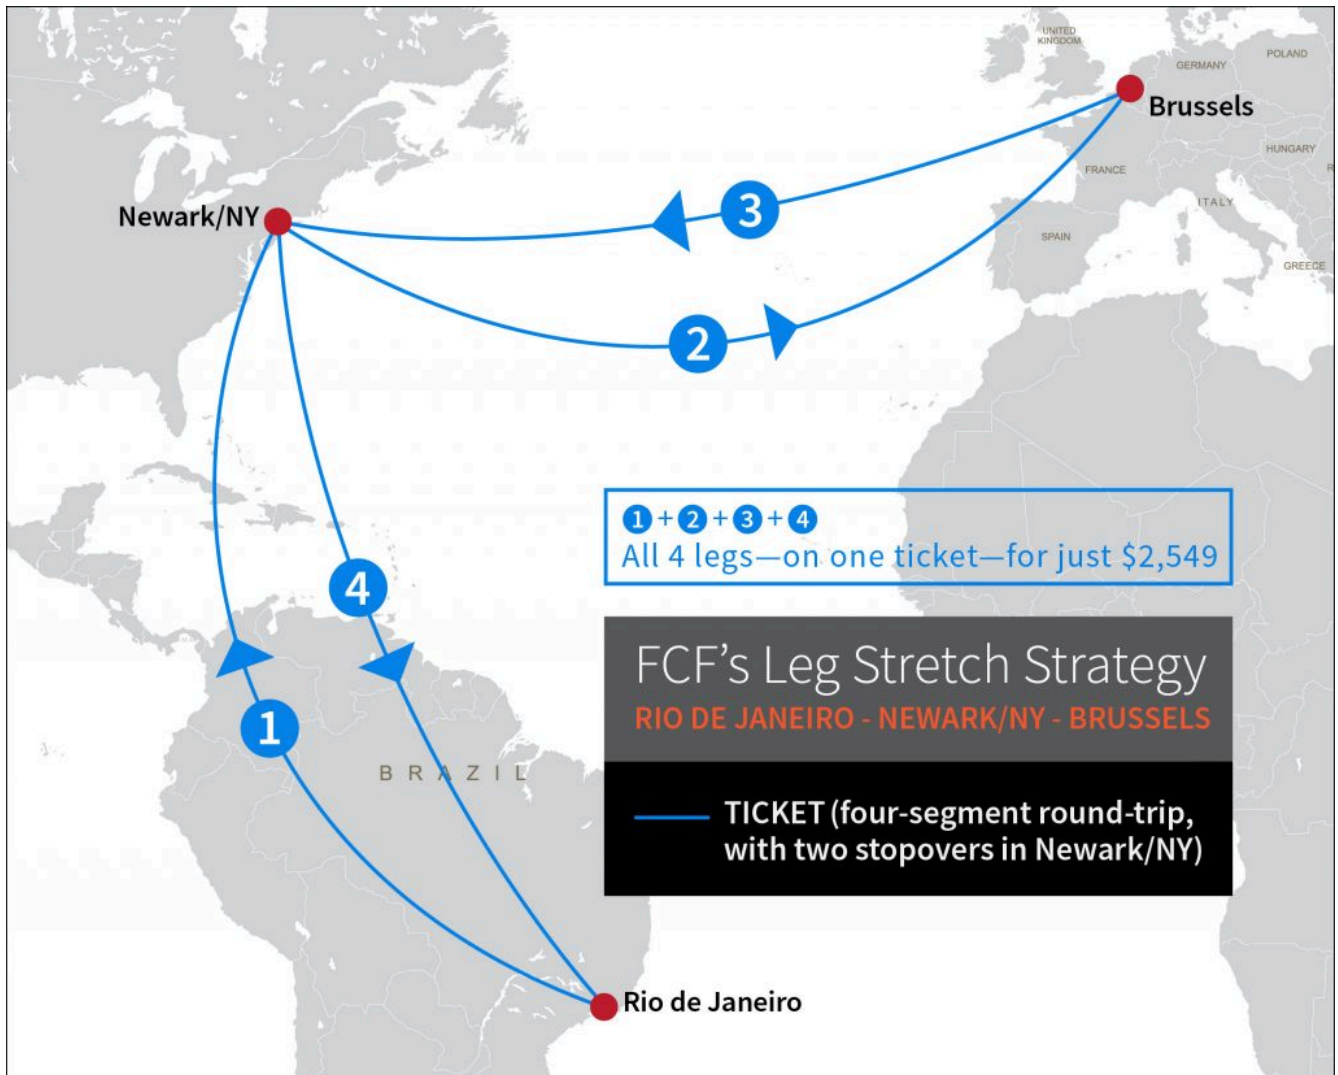 UNITED
KINGDOM
POLAND
GERMANY
Brussels
HUNGARY
FRANCE
ITALY
SPAIN
GREECE
Newark/NY
3
2
1 + 2 + 3 + 4
All 4 legs—on one ticket—for just $2,549
4
FCF's Leg Stretch Strategy
RIO DE JANEIRO - NEWARK/NY - BRUSSELS
1
BRAZIL
TICKET (four-segment round-trip,
with two stopovers in Newark/NY)
Rio de Janeiro